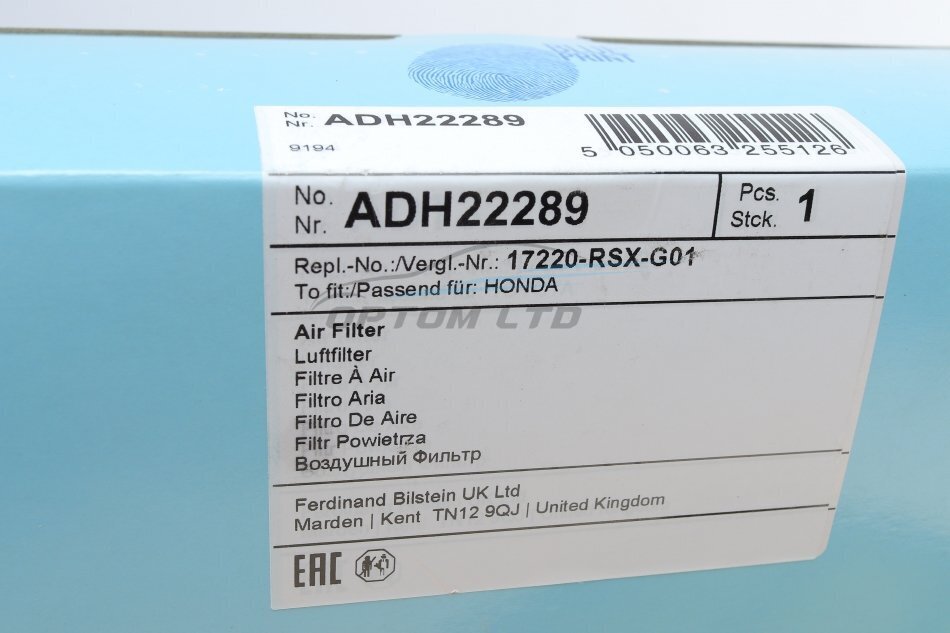 BLUE
PRINT
No.
Nr. ADH22289
9194
5 050063 255126
No.
Nr. ADH22289
Pcs.
Stck. 1
Repl.-No.:/Vergl.-Nr.: 17220-RSX-G01
To fit:/Passend für: HONDA
OPTOM LTD
Air Filter
Luftfilter
Filtre À Air
Filtro Aria
Filtro De Aire
Filtr Powietrza
Воздушный Фильтр
Ferdinand Bilstein UK Ltd
Marden | Kent TN12 9QJ | United Kingdom
EAC